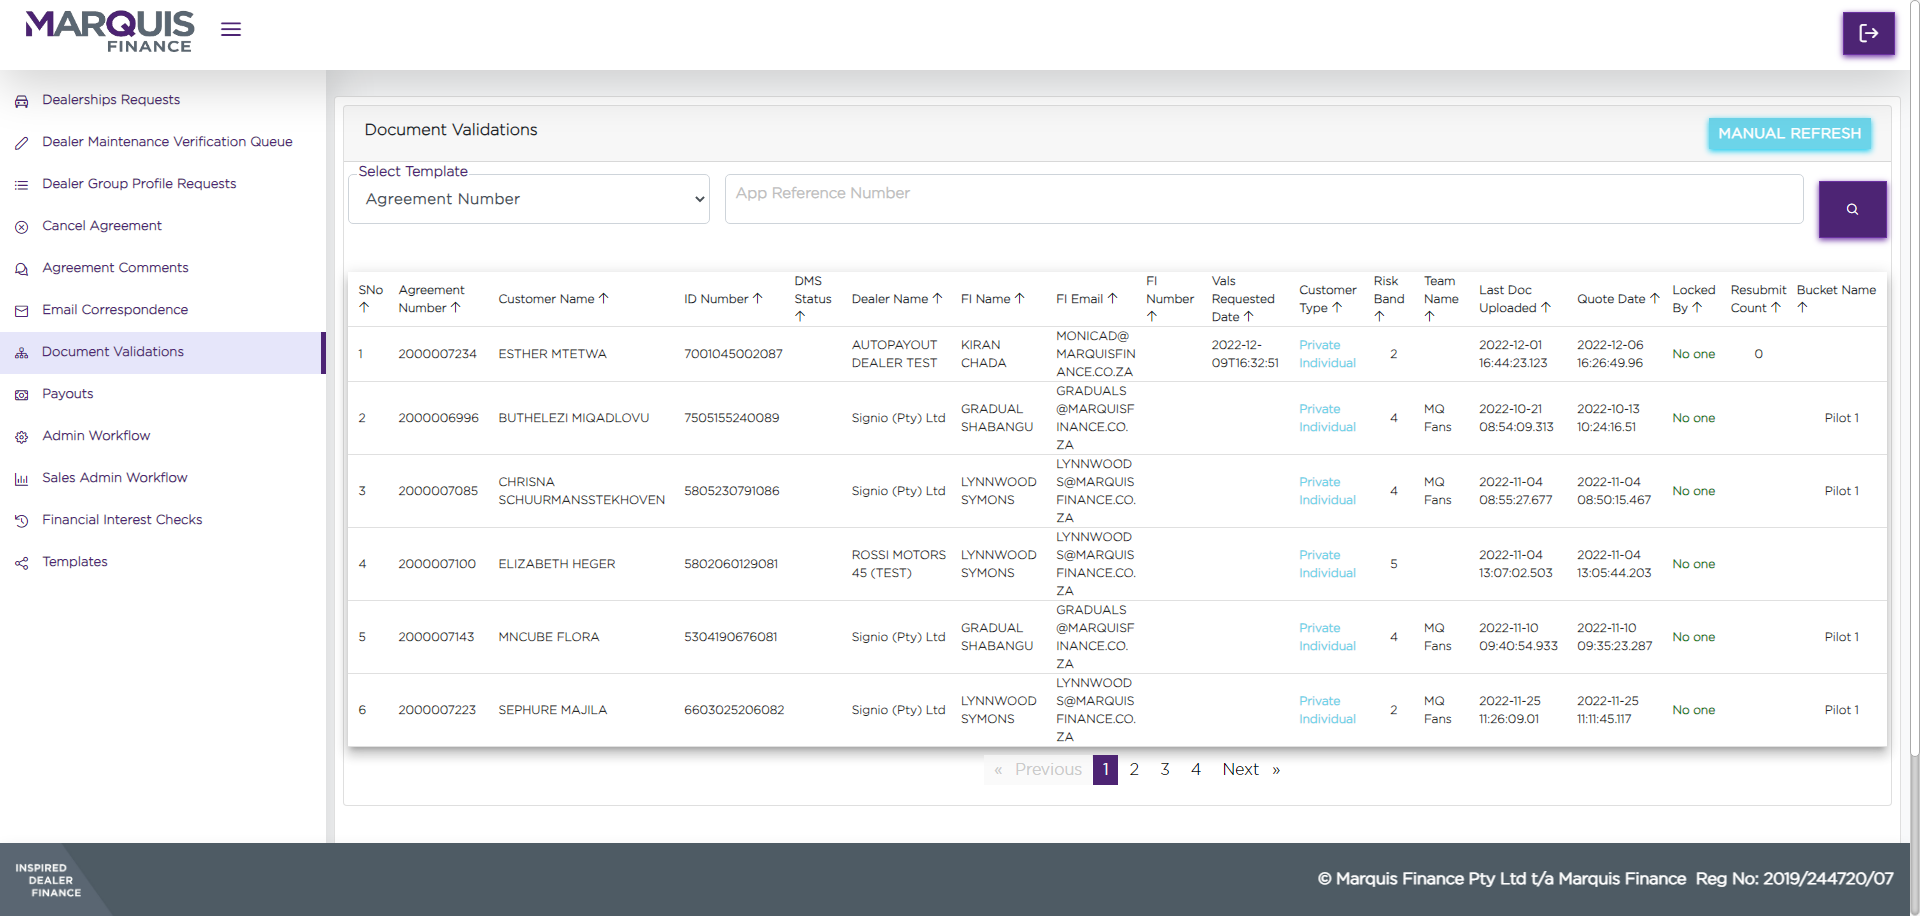 MARQUIS
FINANCE
Dealerships Requests
Dealer Maintenance Verification Queue
Dealer Group Profile Requests
Cancel Agreement
Agreement Comments
Email Correspondence
Document Validations
Payouts
Admin Workflow
Sales Admin Workflow
Financial Interest Checks
Templates
Document Validations
MANUAL REFRESH
Select Template
Agreement Number
App Reference Number
SNo ↑ Agreement Number ↑ Customer Name ↑ ID Number ↑ DMS Status ↑ Dealer Name ↑ FI Name ↑ FI Email ↑ FI Number ↑ Vals Requested Date ↑ Customer Type ↑ Risk Band ↑ Team Name ↑ Last Doc Uploaded ↑ Quote Date ↑ Locked By ↑ Resubmit Count ↑ Bucket Name ↑
1 2000007234 ESTHER MTETWA 7001045002087 AUTOPAYOUT DEALER TEST KIRAN CHADA MONICAD@MARQUISFINANCE.CO.ZA 2022-12-09T16:32:51 Private Individual 2 2022-12-01 16:44:23.123 2022-12-06 16:26:49.96 No one 0
2 2000006996 BUTHELEZI MIQADLOVU 7505155240089 Signio (Pty) Ltd GRADUAL SHABANGU GRADUALS@MARQUISFINANCE.CO.ZA Private Individual 4 MQ Fans 2022-10-21 08:54:09.313 2022-10-13 10:24:16.51 No one Pilot 1
3 2000007085 CHRISNA SCHUURMANSSTEKHOVEN 5805230791086 Signio (Pty) Ltd LYNNWOOD SYMONS LYNNWOODS@MARQUISFINANCE.CO.ZA Private Individual 4 MQ Fans 2022-11-04 08:55:27.677 2022-11-04 08:50:15.467 No one Pilot 1
4 2000007100 ELIZABETH HEGER 5802060129081 ROSSI MOTORS 45 (TEST) LYNNWOOD SYMONS LYNNWOODS@MARQUISFINANCE.CO.ZA Private Individual 5 2022-11-04 13:07:02.503 2022-11-04 13:05:44.203 No one
5 2000007143 MNCUBE FLORA 5304190676081 Signio (Pty) Ltd GRADUAL SHABANGU GRADUALS@MARQUISFINANCE.CO.ZA Private Individual 4 MQ Fans 2022-11-10 09:40:54.933 2022-11-10 09:35:23.287 No one Pilot 1
6 2000007223 SEPHURE MAJILA 6603025206082 Signio (Pty) Ltd LYNNWOOD SYMONS LYNNWOODS@MARQUISFINANCE.CO.ZA Private Individual 2 MQ Fans 2022-11-25 11:26:09.01 2022-11-25 11:11:45.117 No one Pilot 1
« Previous 1 2 3 4 Next »
INSPIRED
DEALER
FINANCE
© Marquis Finance Pty Ltd t/a Marquis Finance Reg No: 2019/244720/07